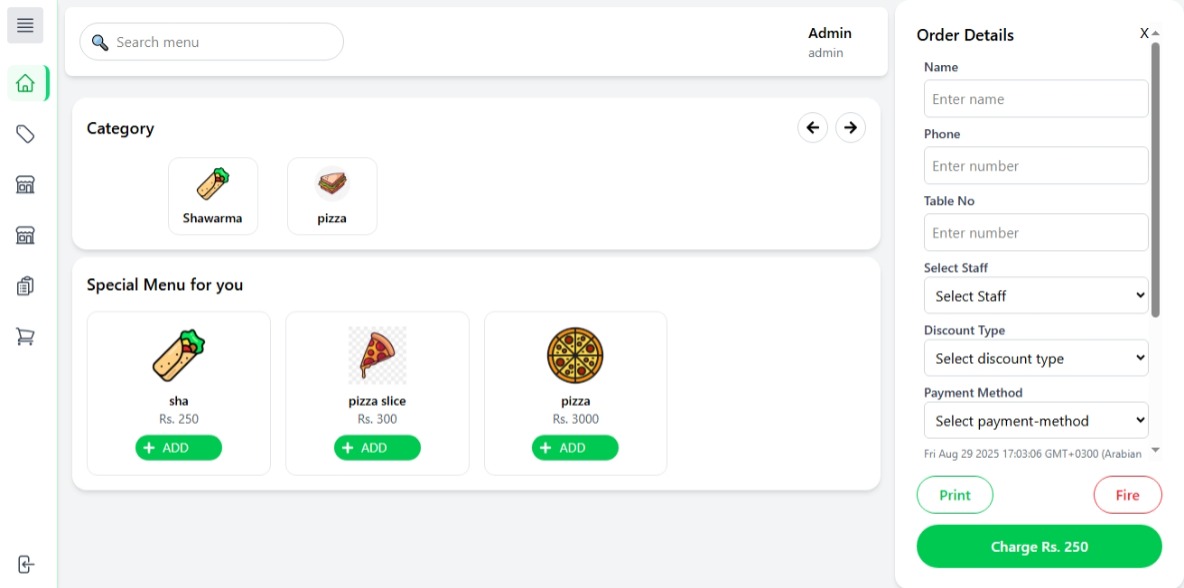 Search menu
Admin
admin
Category
Shawarma
pizza
Special Menu for you
sha
Rs. 250
+ ADD
pizza slice
Rs. 300
+ ADD
pizza
Rs. 3000
+ ADD
Order Details
X
Name
Enter name
Phone
Enter number
Table No
Enter number
Select Staff
Select Staff
Discount Type
Select discount type
Payment Method
Select payment-method
Fri Aug 29 2025 17:03:06 GMT+0300 (Arabian
Print
Fire
Charge Rs. 250